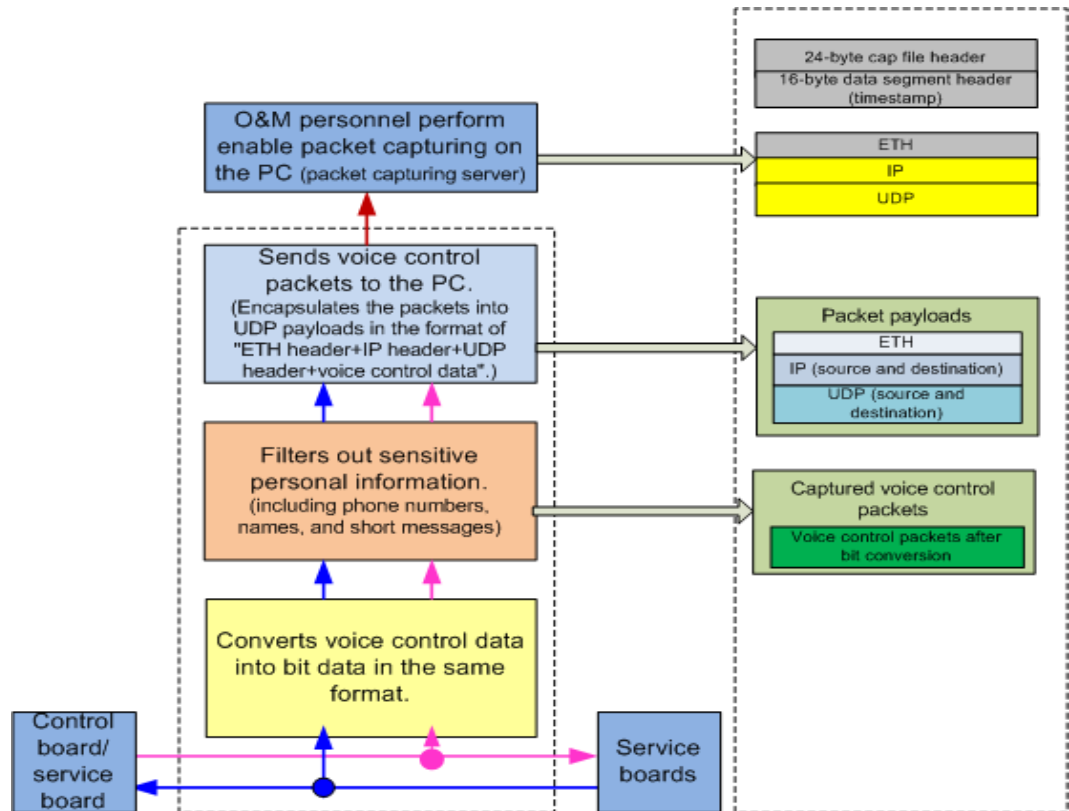 24-byte cap file header
16-byte data segment header
(timestamp)
O&M personnel perform
enable packet capturing on
the PC (packet capturing server)
ETH
IP
UDP
Sends voice control
packets to the PC.
(Encapsulates the packets into
UDP payloads in the format of
"ETH header+IP header+UDP
header+voice control data".)
Packet payloads
ETH
IP (source and destination)
UDP (source and
destination)
Filters out sensitive
personal information.
(including phone numbers,
names, and short messages)
Captured voice control
packets
Voice control packets after
bit conversion
Converts voice control data
into bit data in the same
format.
Control
board/
service
board
Service
boards